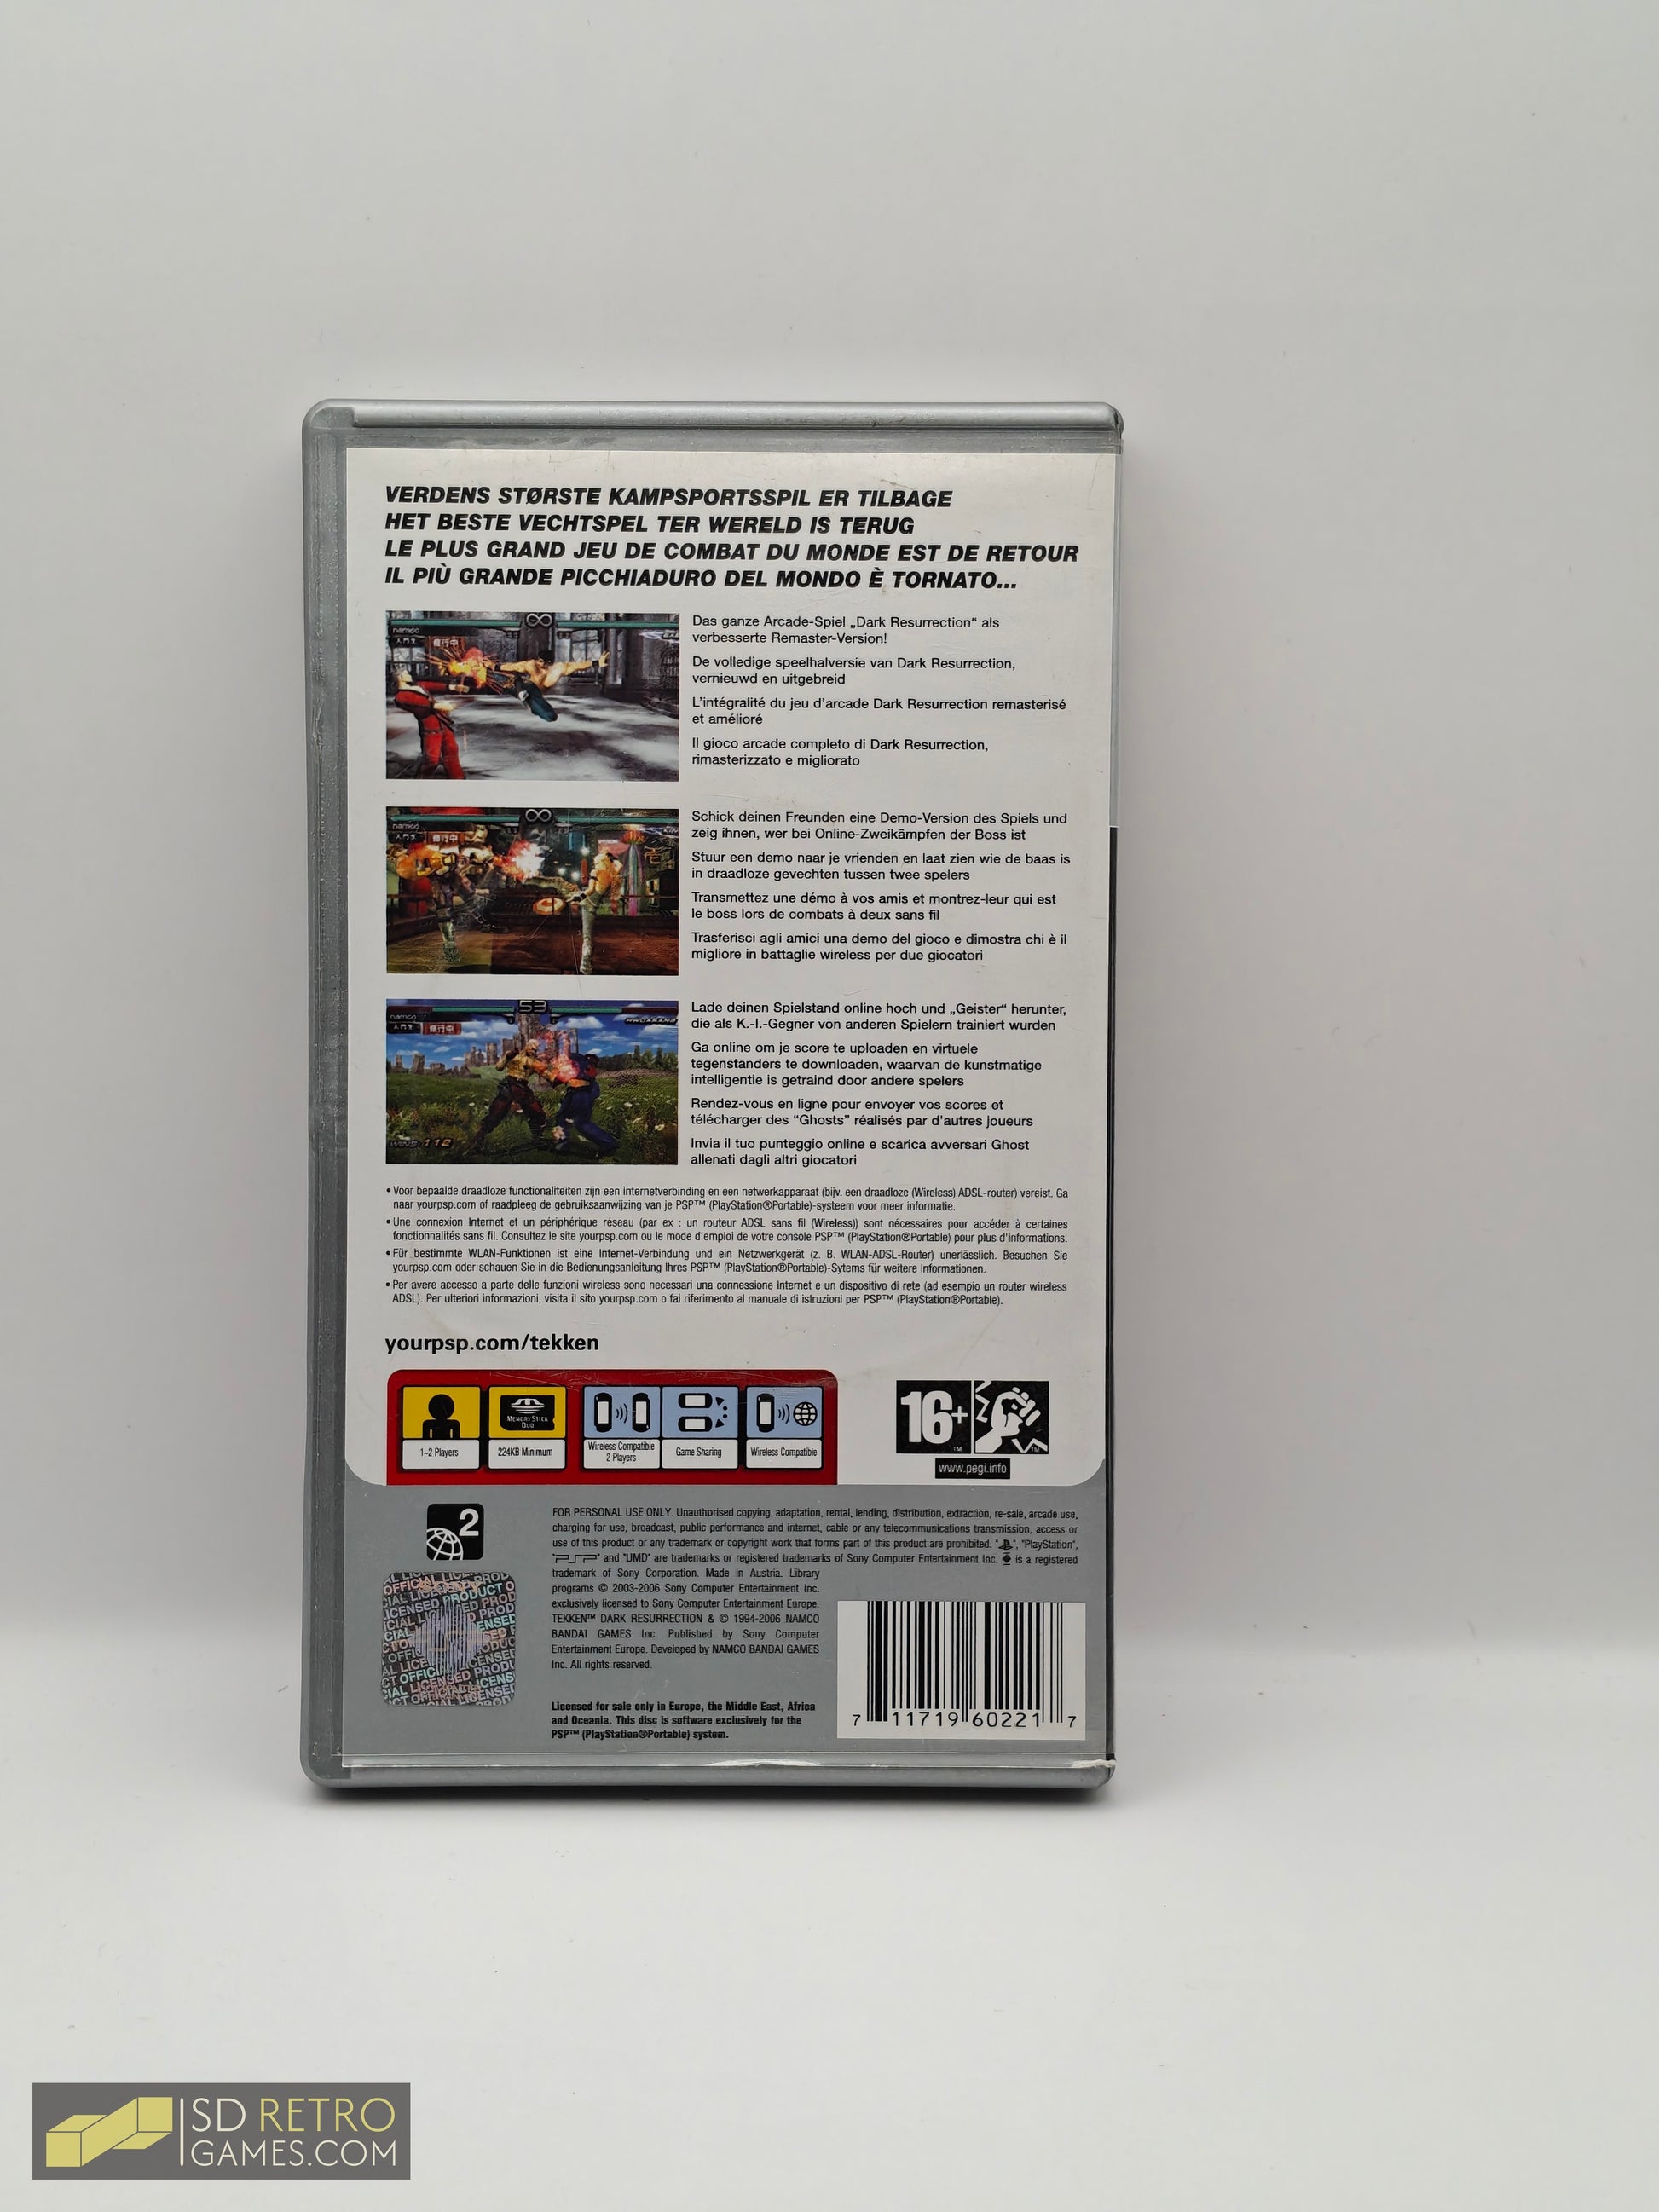 VERDENS STØRSTE KAMPSPORTSSPIL ER TILBAGE
HET BESTE VECHTSPEL TER WERELD IS TERUG
LE PLUS GRAND JEU DE COMBAT DU MONDE EST DE RETOUR
IL PIÙ GRANDE PICCHIADURO DEL MONDO È TORNATO...
namco
Das ganze Arcade-Spiel „Dark Resurrection“ als
verbesserte Remaster-Version!
De volledige speelhalversie van Dark Resurrection,
vernieuwd en uitgebreid
L'intégralité du jeu d'arcade Dark Resurrection remasterisé
et amélioré
Il gioco arcade completo di Dark Resurrection,
rimasterizzato e migliorato
namco
Schick deinen Freunden eine Demo-Version des Spiels und
zeig ihnen, wer bei Online-Zweikämpfen der Boss ist
Stuur een demo naar je vrienden en laat zien wie de baas is
in draadloze gevechten tussen twee spelers
Transmettez une démo à vos amis et montrez-leur qui est
le boss lors de combats à deux sans fil
Trasferisci agli amici una demo del gioco e dimostra chi è il
migliore in battaglie wireless per due giocatori
53
namco
HWOARANG
WINS 112
Lade deinen Spielstand online hoch und „Geister“ herunter,
die als K.-I.-Gegner von anderen Spielern trainiert wurden
Ga online om je score te uploaden en virtuele
tegenstanders te downloaden, waarvan de kunstmatige
intelligentie is getraind door andere spelers
Rendez-vous en ligne pour envoyer vos scores et
télécharger des “Ghosts” réalisés par d'autres joueurs
Invia il tuo punteggio online e scarica avversari Ghost
allenati dagli altri giocatori
• Voor bepaalde draadloze functionaliteiten zijn een internetverbinding en een netwerkapparaat (bijv. een draadloze (Wireless) ADSL-router) vereist. Ga
naar yourpsp.com of raadpleeg de gebruiksaanwijzing van je PSP™ (PlayStation®Portable)-systeem voor meer informatie.
• Une connexion Internet et un périphérique réseau (par ex : un routeur ADSL sans fil (Wireless)) sont nécessaires pour accéder à certaines
fonctionnalités sans fil. Consultez le site yourpsp.com ou le mode d'emploi de votre console PSP™ (PlayStation®Portable) pour plus d'informations.
• Für bestimmte WLAN-Funktionen ist eine Internet-Verbindung und ein Netzwerkgerät (z. B. WLAN-ADSL-Router) unerlässlich. Besuchen Sie
yourpsp.com oder schauen Sie in die Bedienungsanleitung Ihres PSP™ (PlayStation®Portable)-Sytems für weitere Informationen.
• Per avere accesso a parte delle funzioni wireless sono necessari una connessione Internet e un dispositivo di rete (ad esempio un router wireless
ADSL). Per ulteriori informazioni, visita il sito yourpsp.com o fai riferimento al manuale di istruzioni per PSP™ (PlayStation®Portable).
yourpsp.com/tekken
MEMORY STICK
DUO
1-2 Players
224KB Minimum
Wireless Compatible
2 Players
Game Sharing
Wireless Compatible
16+
www.pegi.info
2
FOR PERSONAL USE ONLY. Unauthorised copying, adaptation, rental, lending, distribution, extraction, re-sale, arcade use,
charging for use, broadcast, public performance and internet, cable or any telecommunications transmission, access or
use of this product or any trademark or copyright work that forms part of this product are prohibited. "", "PlayStation",
"PSP" and "UMD" are trademarks or registered trademarks of Sony Computer Entertainment Inc. is a registered
trademark of Sony Corporation. Made in Austria. Library
programs © 2003-2006 Sony Computer Entertainment Inc.
exclusively licensed to Sony Computer Entertainment Europe.
TEKKEN™ DARK RESURRECTION & © 1994-2006 NAMCO
BANDAI GAMES Inc. Published by Sony Computer
Entertainment Europe. Developed by NAMCO BANDAI GAMES
Inc. All rights reserved.
Licensed for sale only in Europe, the Middle East, Africa
and Oceania. This disc is software exclusively for the
PSP™ (PlayStation®Portable) system.
SONY
OFFICIAL LICENSED PRODUCT
7 11719 60221 7
SD RETRO
GAMES.COM